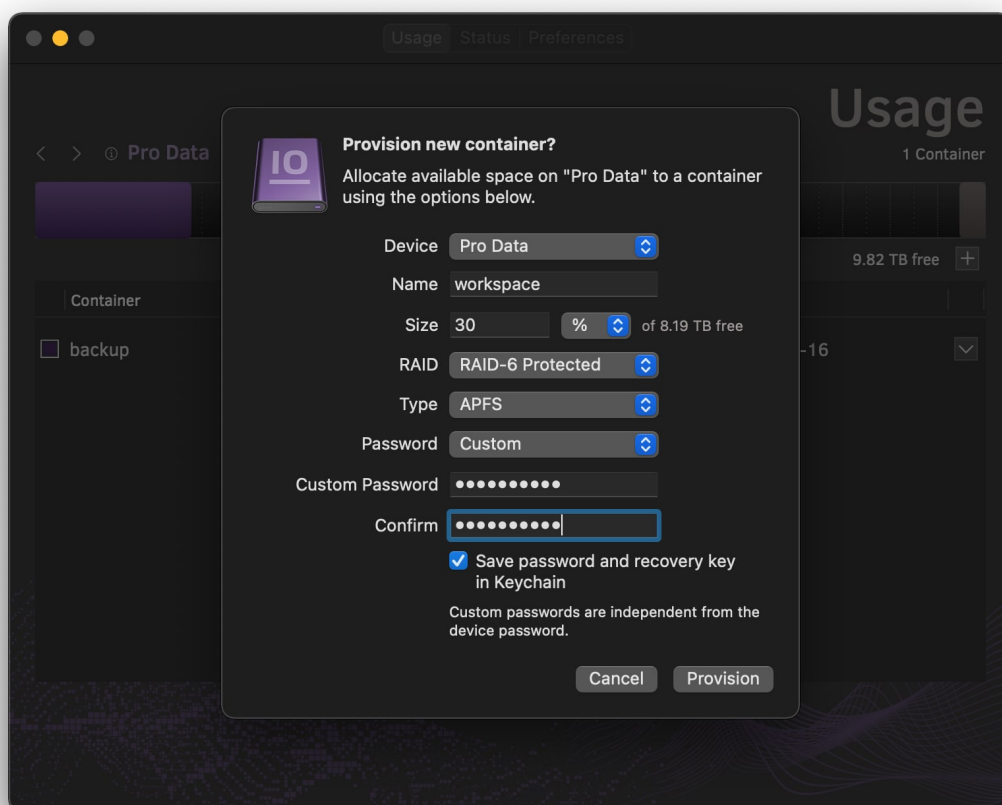 Usage Status Preferences
Usage
Pro Data
1 Container
IO
Provision new container?
Allocate available space on "Pro Data" to a container
using the options below.
9.82 TB free
Container
backup
-16
Device Pro Data
Name workspace
Size 30 % of 8.19 TB free
RAID RAID-6 Protected
Type APFS
Password Custom
Custom Password ••••••••••
Confirm ••••••••••
Save password and recovery key
in Keychain
Custom passwords are independent from the
device password.
Cancel Provision